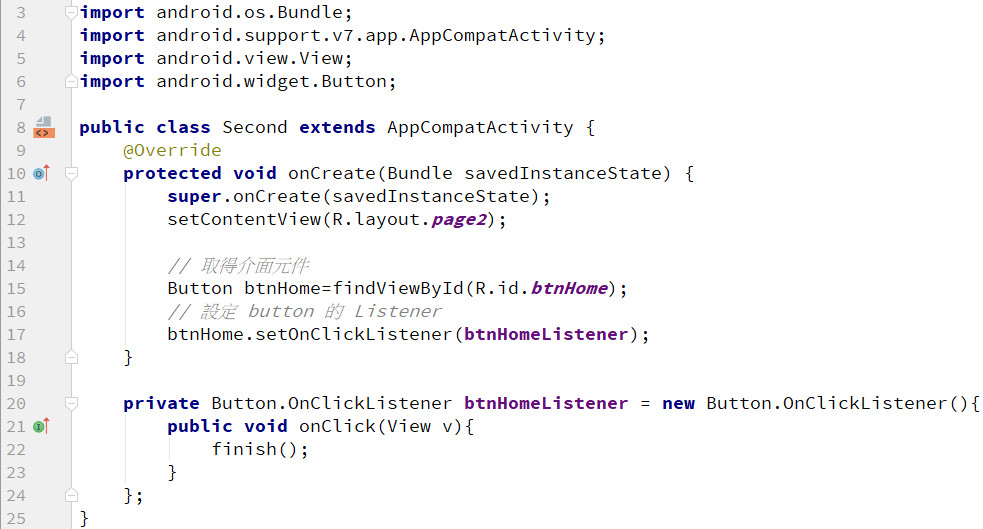 3 import android.os.Bundle;
4 import android.support.v7.app.AppCompatActivity;
5 import android.view.View;
6 import android.widget.Button;
7
8 public class Second extends AppCompatActivity {
9     @Override
10     protected void onCreate(Bundle savedInstanceState) {
11         super.onCreate(savedInstanceState);
12         setContentView(R.layout.page2);
13
14         // 取得介面元件
15         Button btnHome=findViewById(R.id.btnHome);
16         // 設定 button 的 Listener
17         btnHome.setOnClickListener(btnHomeListener);
18     }
19
20     private Button.OnClickListener btnHomeListener = new Button.OnClickListener(){
21         public void onClick(View v){
22             finish();
23         }
24     };
25 }